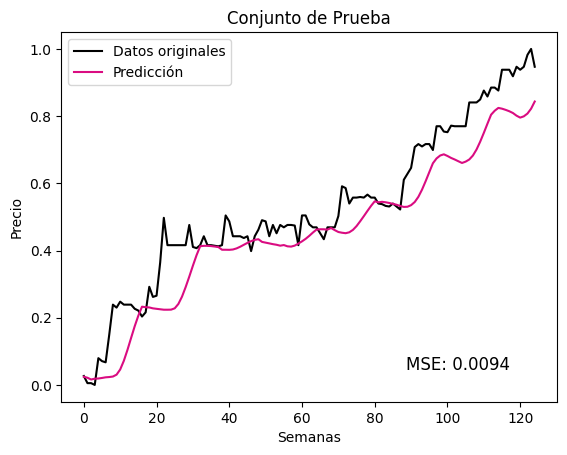 Conjunto de Prueba
Datos originales
Predicción
1.0
0.8
0.6
0.4
0.2
0.0
Precio
MSE: 0.0094
0 20 40 60 80 100 120
Semanas